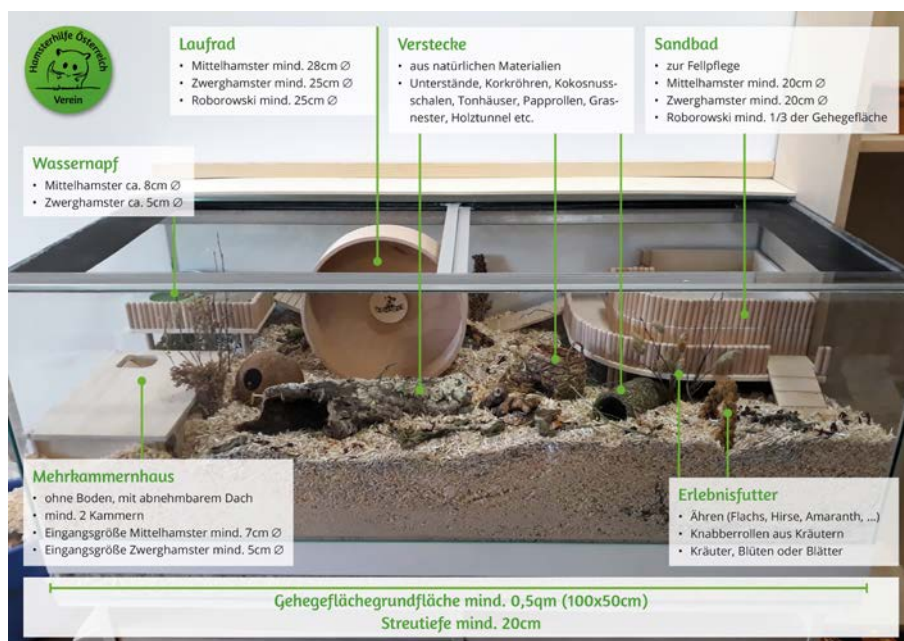 Hamsterhilfe Österreich
Verein
Laufrad
• Mittelhamster mind. 28cm ∅
• Zwerghamster mind. 25cm ∅
• Roborowski mind. 25cm ∅
Verstecke
• aus natürlichen Materialien
• Unterstände, Korkröhren, Kokosnuss-
schalen, Tonhäuser, Papprollen, Gras-
nester, Holztunnel etc.
Sandbad
• zur Fellpflege
• Mittelhamster mind. 20cm ∅
• Zwerghamster mind. 20cm ∅
• Roborowski mind. 1/3 der Gehegefläche
Wassernapf
• Mittelhamster ca. 8cm ∅
• Zwerghamster ca. 5cm ∅
Mehrkammernhaus
• ohne Boden, mit abnehmbarem Dach
• mind. 2 Kammern
• Eingangsgröße Mittelhamster mind. 7cm ∅
• Eingangsgröße Zwerghamster mind. 5cm ∅
Erlebnisfutter
• Ähren (Flachs, Hirse, Amaranth, ...)
• Knabberrollen aus Kräutern
• Kräuter, Blüten oder Blätter
Gehegeflächegrundfläche mind. 0,5qm (100x50cm)
Streutiefe mind. 20cm